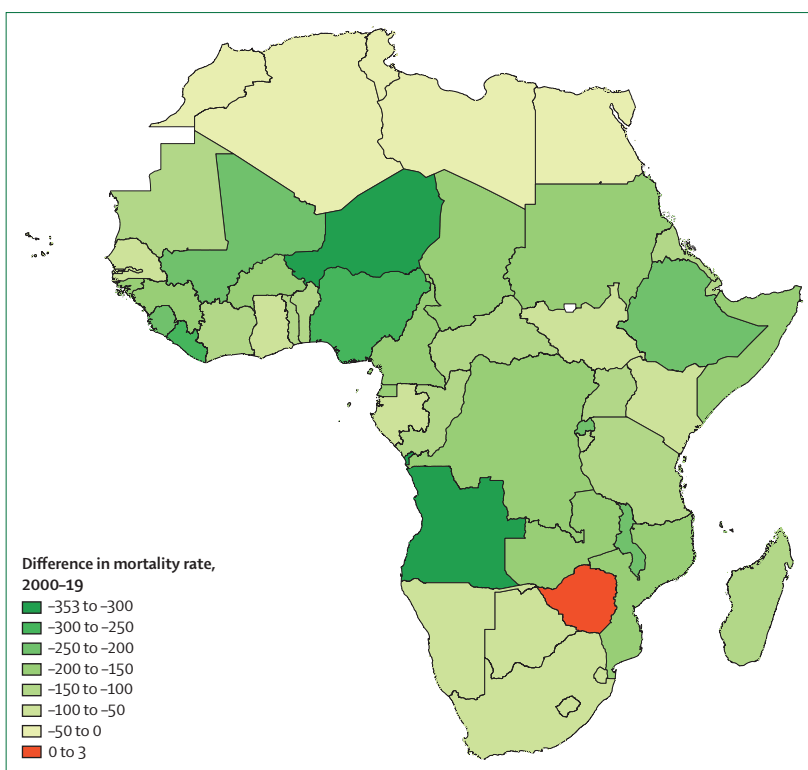 Difference in mortality rate,
2000–19
–353 to –300
–300 to –250
–250 to –200
–200 to –150
–150 to –100
–100 to –50
–50 to 0
0 to 3